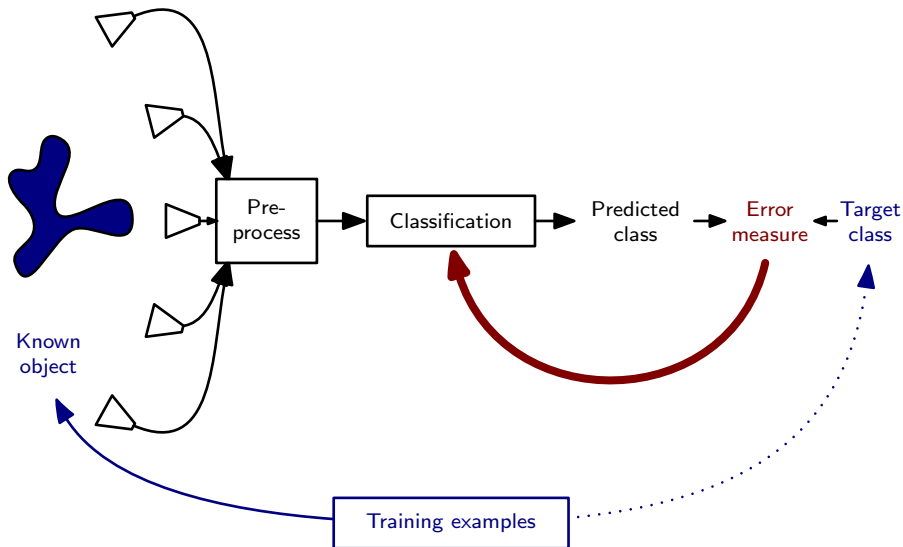 Pre-
process
Classification
Predicted
class
Error
measure
Target
class
Known
object
Training examples